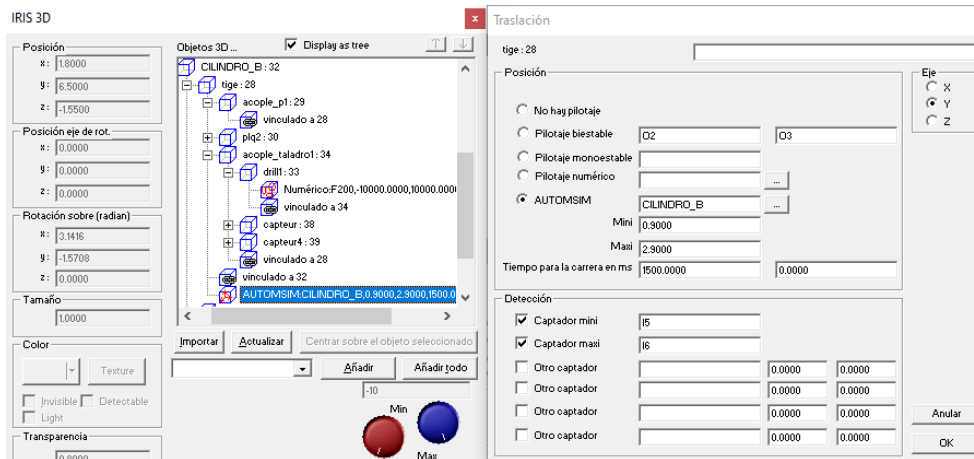 IRIS 3D
x
Posición
x: 1.8000
y: 6.5000
z: -1.5500
Posición eje de rot.
x: 0.0000
y: 0.0000
z: 0.0000
Rotación sobre (radian)
x: 3.1416
y: -1.5708
z: 0.0000
Tamaño
1.0000
Color
Texture
Invisible Detectable
Light
Transparencia
0.8000
Objetos 3D ... Display as tree
CILINDRO_B : 32
tige : 28
acople_p1 : 29
vinculado a 28
plq2 : 30
acople_taladro1 : 34
drill1 : 33
Numérico:F200,-10000.0000,10000.000
vinculado a 34
capteur : 38
capteur4 : 39
vinculado a 28
vinculado a 32
AUTOMSIM:CILINDRO_B,0.9000,2.9000,1500.0
Importar Actualizar Centrar sobre el objeto seleccionado
Añadir Añadir todo
-10
Min
Max
Traslación
tige : 28
Posición
No hay pilotaje
Pilotaje biestable O2 O3
Pilotaje monoestable
Pilotaje numérico ...
AUTOMSIM CILINDRO_B ...
Mini 0.9000
Maxi 2.9000
Tiempo para la carrera en ms 1500.0000 0.0000
Eje
X
Y
Z
Detección
Captador mini I5
Captador maxi I6
Otro captador 0.0000 0.0000
Otro captador 0.0000 0.0000
Otro captador 0.0000 0.0000
Otro captador 0.0000 0.0000
Anular
OK